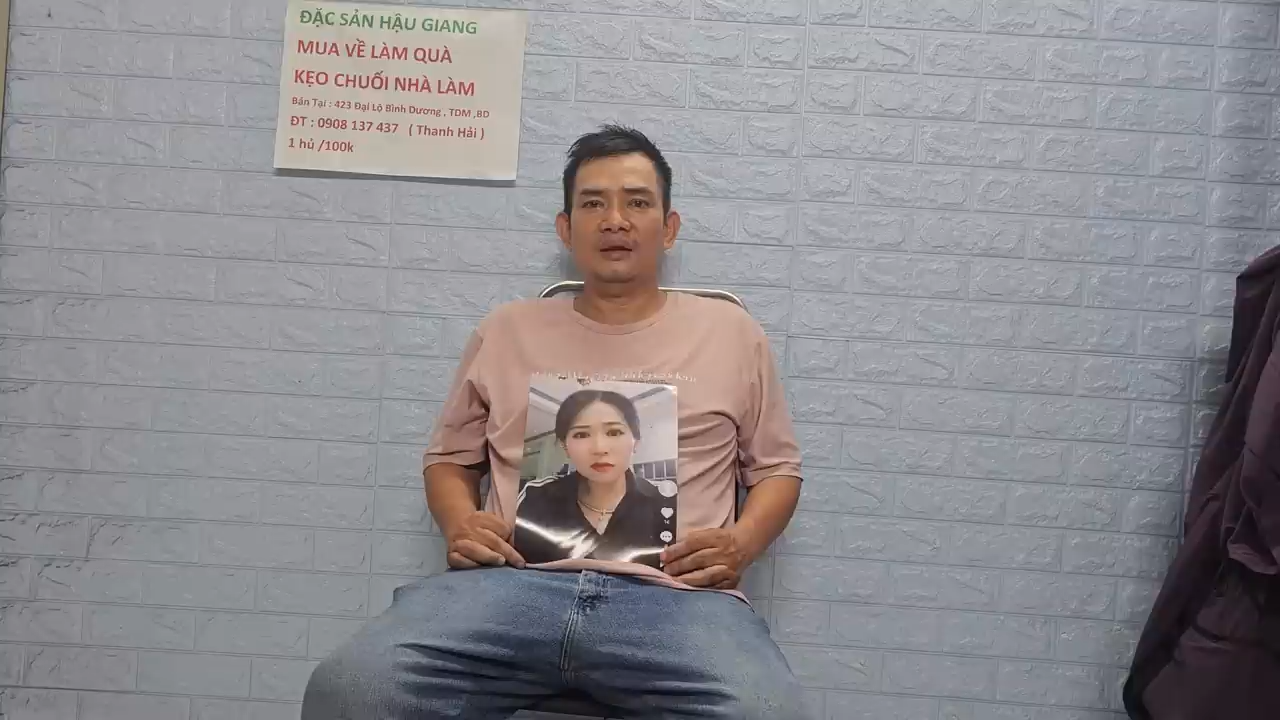 ĐẶC SẢN HẬU GIANG
MUA VỀ LÀM QUÀ
KẸO CHUỐI NHÀ LÀM
Bán Tại : 423 Đại Lộ Bình Dương , TDM ,BD
ĐT : 0908 137 437 ( Thanh Hải )
1 hủ /100k